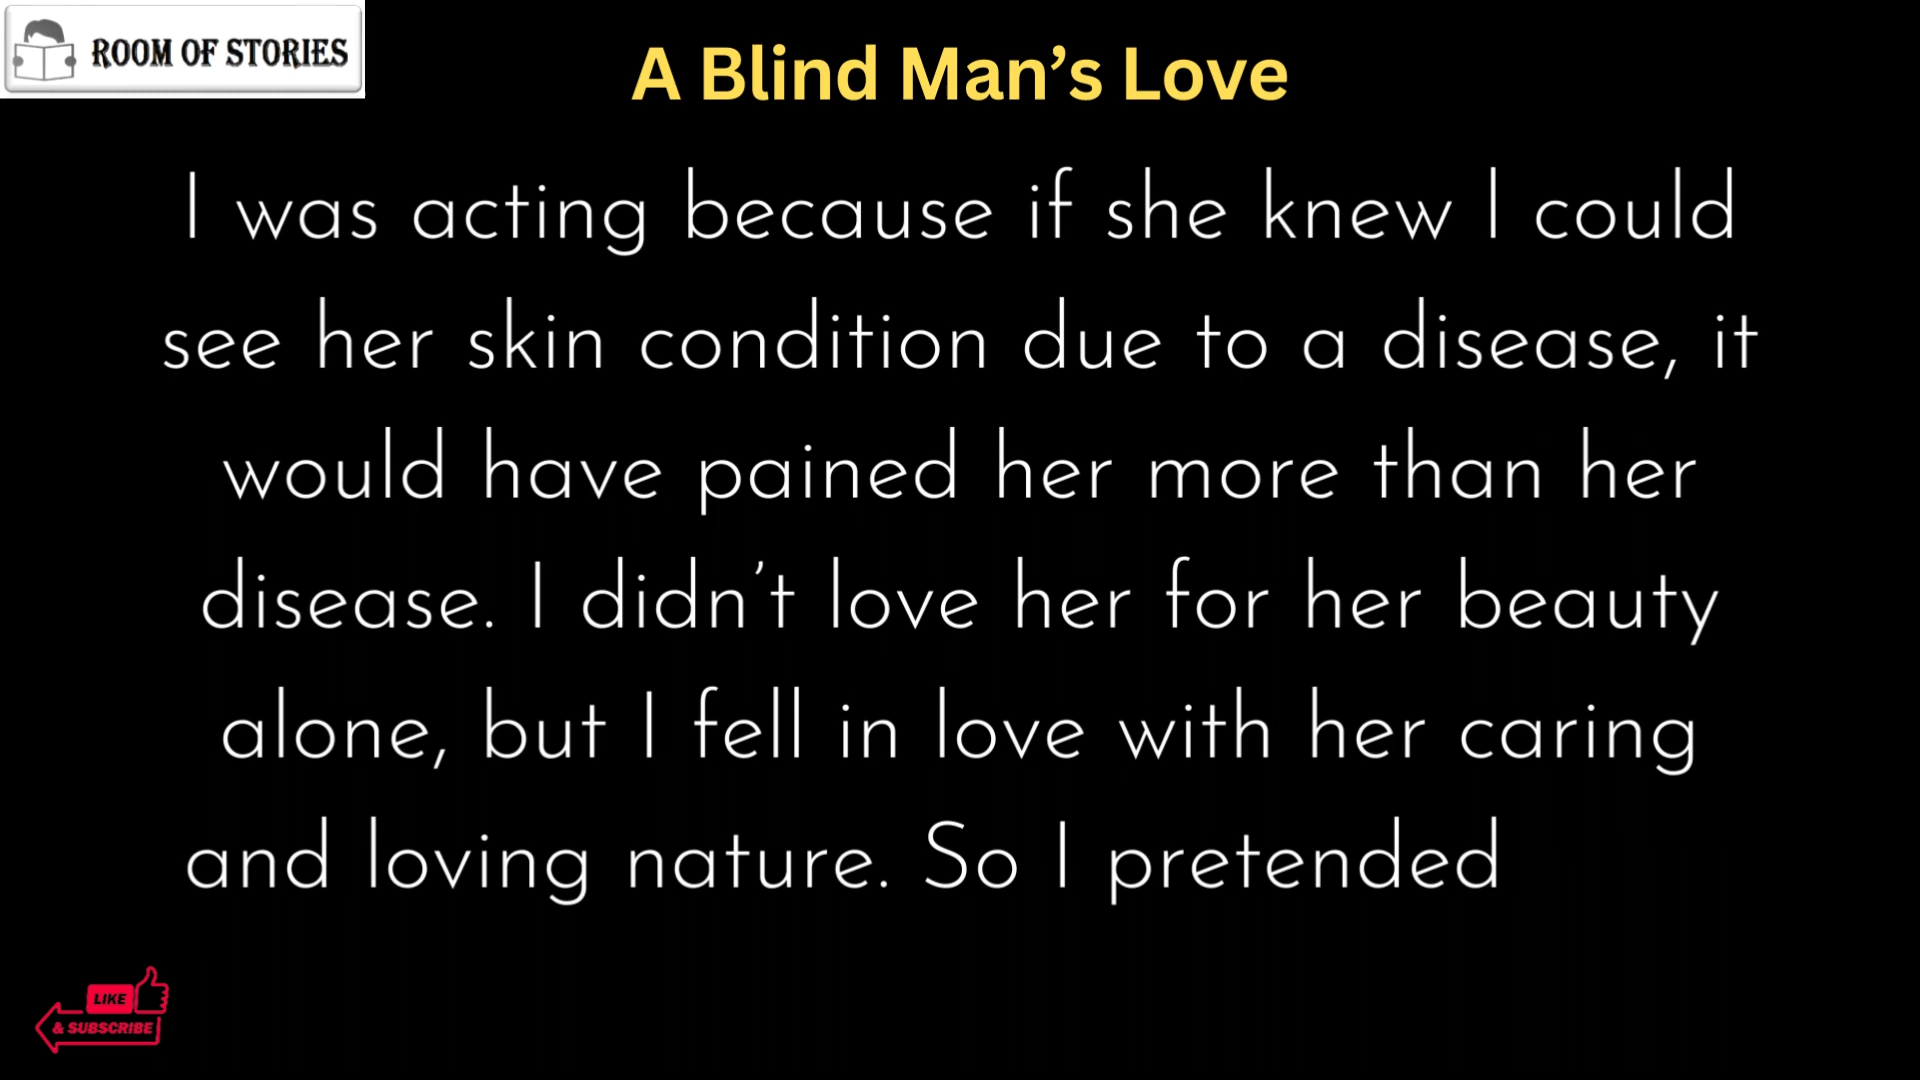 ROOM OF STORIES
A Blind Man’s Love
I was acting because if she knew I could
see her skin condition due to a disease, it
would have pained her more than her
disease. I didn’t love her for her beauty
alone, but I fell in love with her caring
and loving nature. So I pretended
LIKE
& SUBSCRIBE